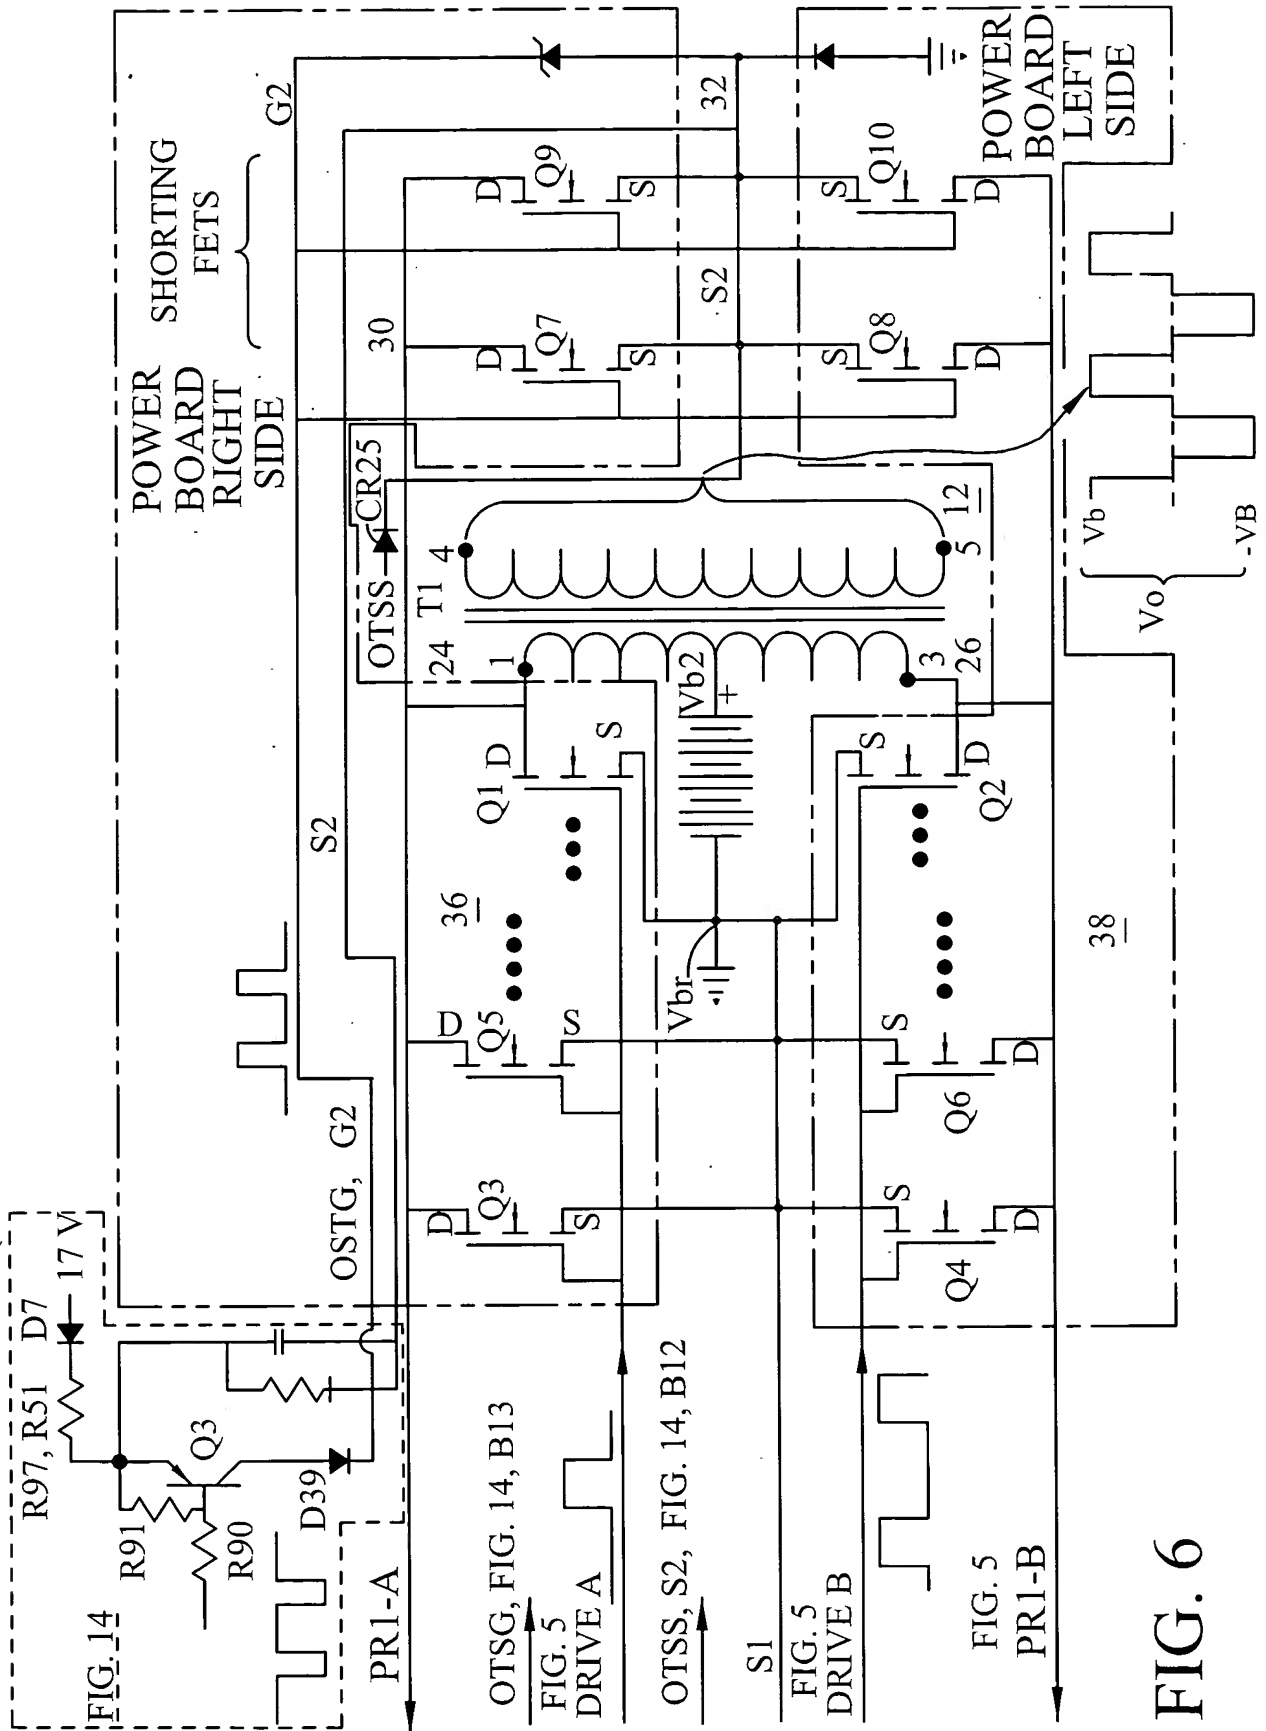 FIG. 14
R97, R51 D7
17 V
R91
Q3
R90
D39
OSTG, G2
S2
G2
POWER
BOARD
RIGHT
SIDE
SHORTING
FETS
PR1-A
30
D
Q3
S
D
Q5
S
36
D
Q1
S
24
1
T1
4
OTSS
CR25
D
Q7
S
D
Q9
S
32
S2
OTSG, FIG. 14, B13
FIG. 5
DRIVE A
OTSS, S2, FIG. 14, B12
S1
FIG. 5
DRIVE B
Vbr
Vb2
+
3
26
5
12
S
Q4
D
S
Q6
D
S
Q2
D
S
Q8
D
S
Q10
D
POWER
BOARD
LEFT
SIDE
38
FIG. 5
PR1-B
Vo
Vb
-VB
FIG. 6